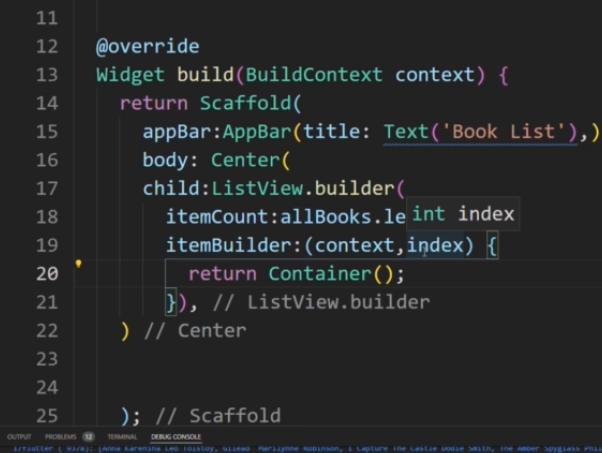 11
12 @override
13 Widget build(BuildContext context) {
14 return Scaffold(
15 appBar:AppBar(title: Text('Book List'),)
16 body: Center(
17 child:ListView.builder(
18 itemCount:allBooks.le int index
19 itemBuilder:(context,index) {
20 return Container();
21 }), // ListView.builder
22 ) // Center
23
24
25 ); // Scaffold
OUTPUT PROBLEMS 12 TERMINAL DEBUG CONSOLE
I/flutter ( 9378): [Anna Karenina Leo Tolstoy, Gilead Marilynne Robinson, I Capture The Castle Dodie Smith, The Amber Spyglass Phil